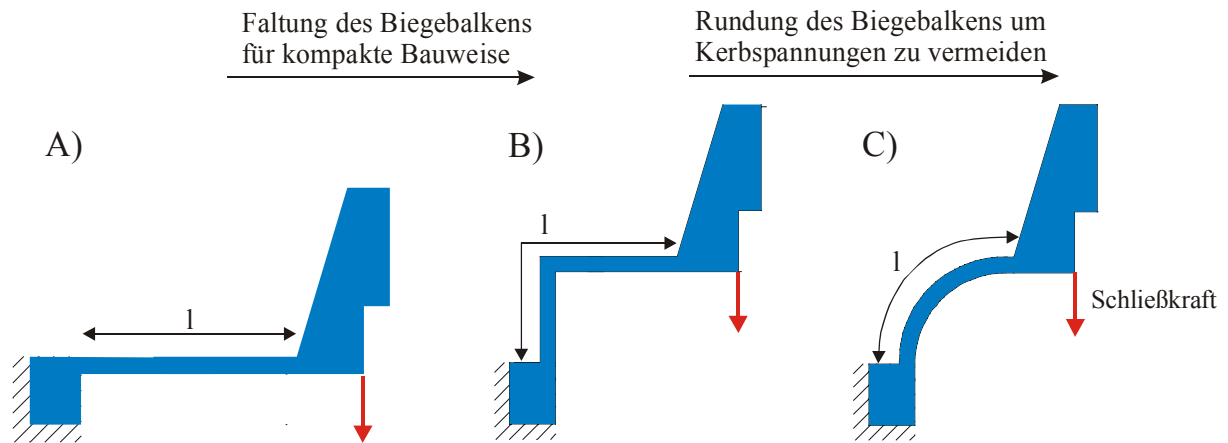 Faltung des Biegebalkens
für kompakte Bauweise
Rundung des Biegebalkens um
Kerbspannungen zu vermeiden
A)
B)
C)
l
l
l
Schließkraft